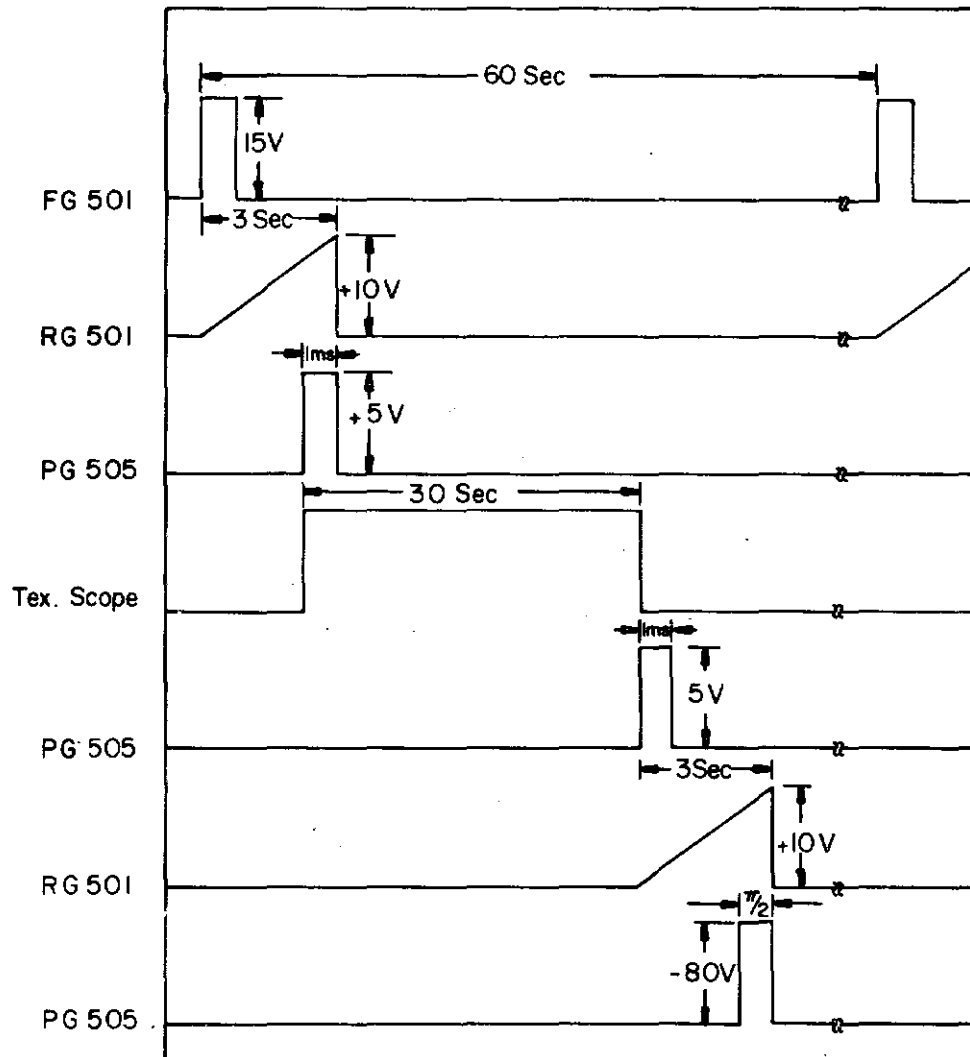 60 Sec
15V
FG 501
3 Sec
+10V
RG 501
1ms
+5V
PG 505
30 Sec
Tex. Scope
1ms
5V
PG 505
3Sec
+10V
RG 501
π/2
-80V
PG 505